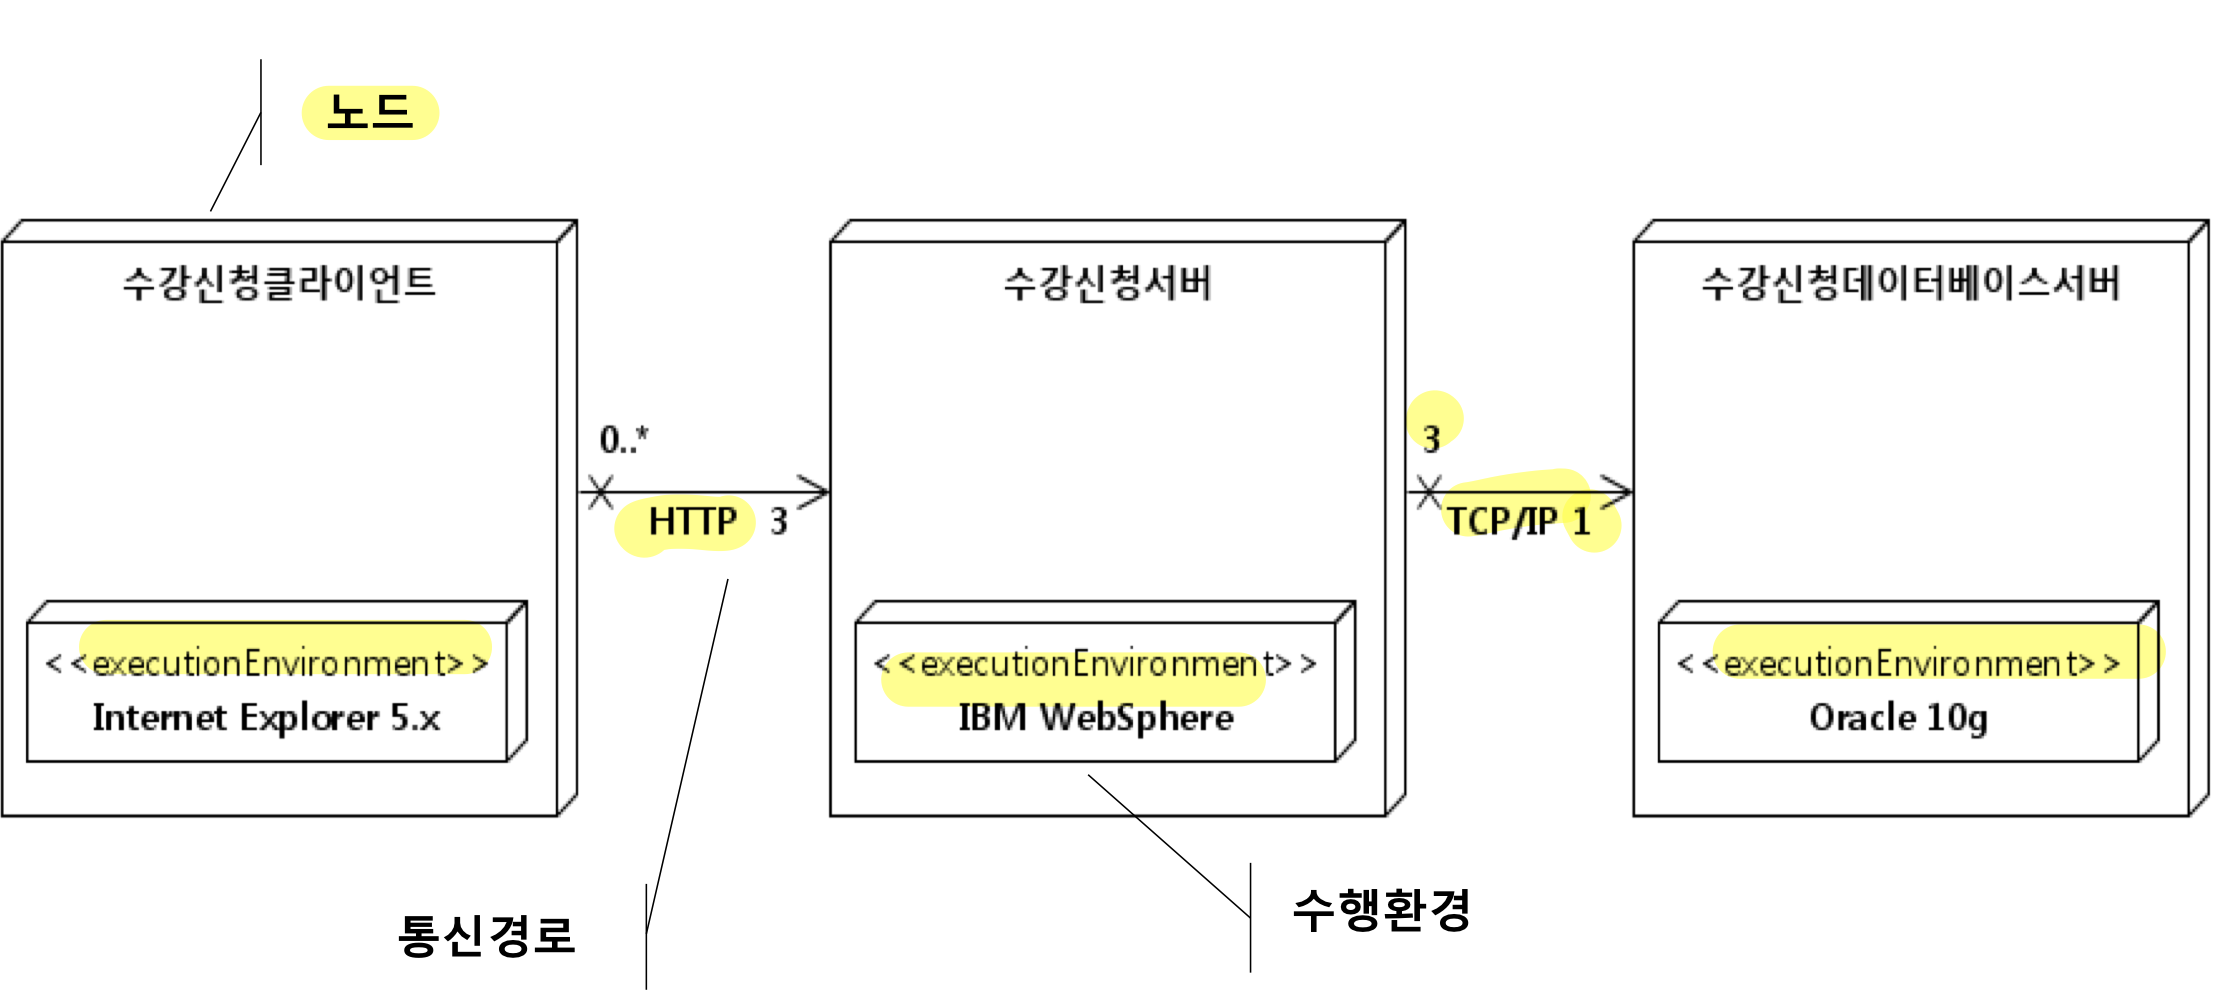 노드
수강신청클라이언트
수강신청서버
수강신청데이터베이스서버
0..*
3
HTTP 3
TCP/IP 1
<<executionEnvironment>>
Internet Explorer 5.x
<<executionEnvironment>>
IBM WebSphere
<<executionEnvironment>>
Oracle 10g
통신경로
수행환경